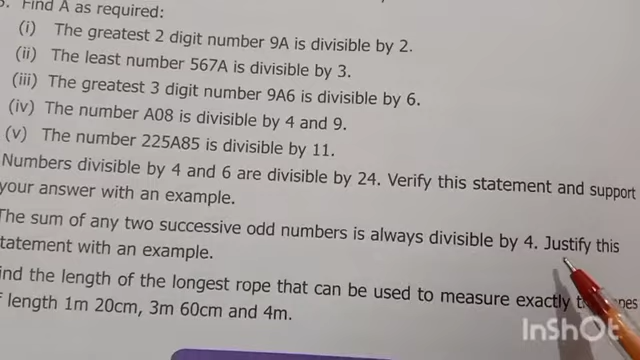 Find A as required:
(i) The greatest 2 digit number 9A is divisible by 2.
(ii) The least number 567A is divisible by 3.
(iii) The greatest 3 digit number 9A6 is divisible by 6.
(iv) The number A08 is divisible by 4 and 9.
(v) The number 225A85 is divisible by 11.
Numbers divisible by 4 and 6 are divisible by 24. Verify this statement and support
your answer with an example.
The sum of any two successive odd numbers is always divisible by 4. Justify this
tatement with an example.
ind the length of the longest rope that can be used to measure exactly
length 1m 20cm, 3m 60cm and 4m.
InShOt